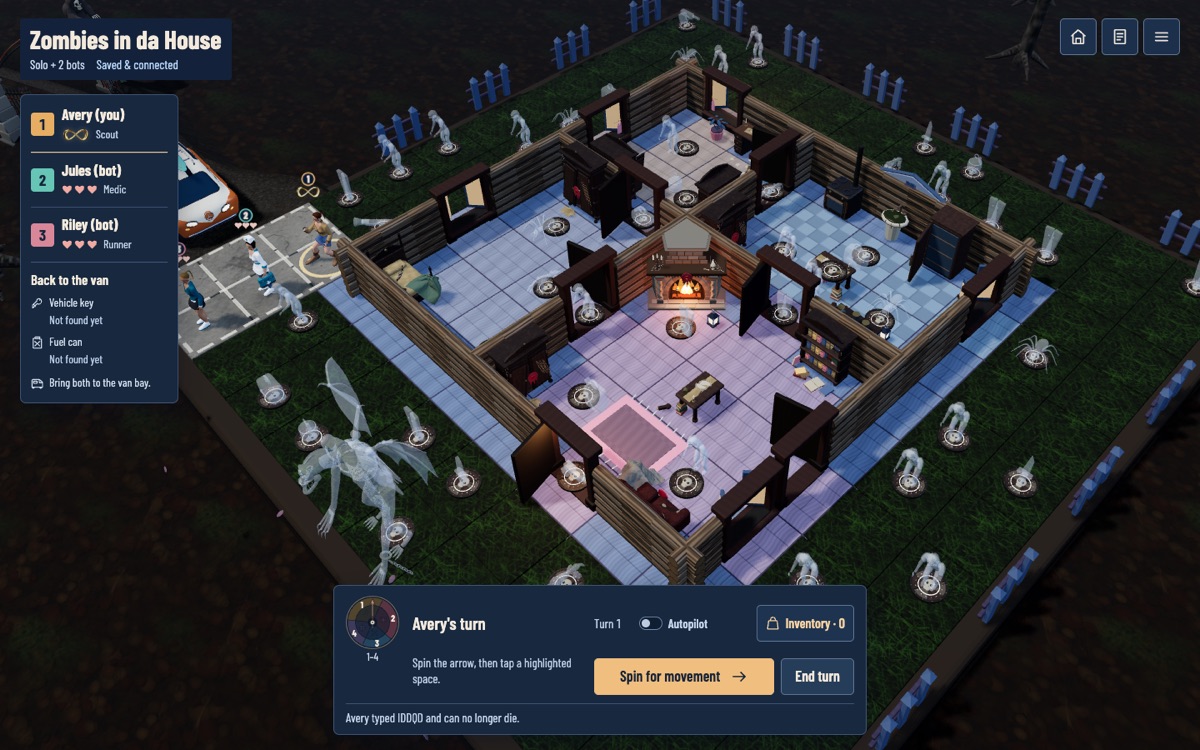 Zombies in da House
Solo + 2 bots Saved & connected
1 Avery (you)
Scout
2 Jules (bot)
Medic
3 Riley (bot)
Runner
Back to the van
Vehicle key
Not found yet
Fuel can
Not found yet
Bring both to the van bay.
1
2
1
2
3
4
1-4
Avery's turn
Turn 1 Autopilot
Inventory · 0
Spin the arrow, then tap a highlighted
space.
Spin for movement →
End turn
Avery typed IDDQD and can no longer die.